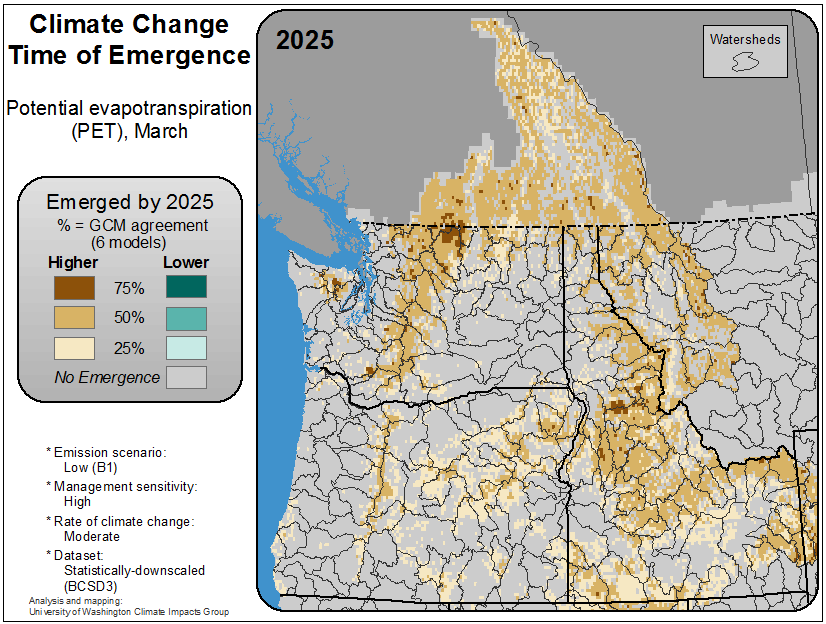 Climate Change
Time of Emergence
Potential evapotranspiration
(PET), March
Emerged by 2025
% = GCM agreement
(6 models)
Higher
Lower
75%
50%
25%
No Emergence
* Emission scenario:
Low (B1)
* Management sensitivity:
High
* Rate of climate change:
Moderate
* Dataset:
Statistically-downscaled
(BCSD3)
Analysis and mapping:
University of Washington Climate Impacts Group
2025
Watersheds